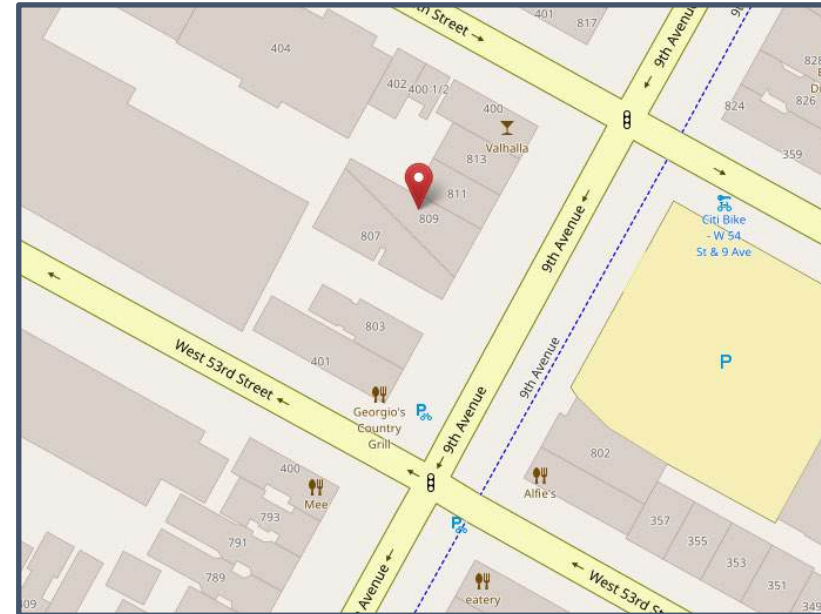 th Street
401
817
9th Avenue
404
402
400 1/2
400
Valhalla
813
811
809
807
824
826
359
Citi Bike
- W 54
St & 9 Ave
9th Avenue
9th Avenue
P
803
401
West 53rd Street
Georgio's
Country
Grill
P
9th Avenue
802
Alfie's
400
Mee
793
791
789
P
357
355
353
351
349
eatery
West 53rd St
Avenue